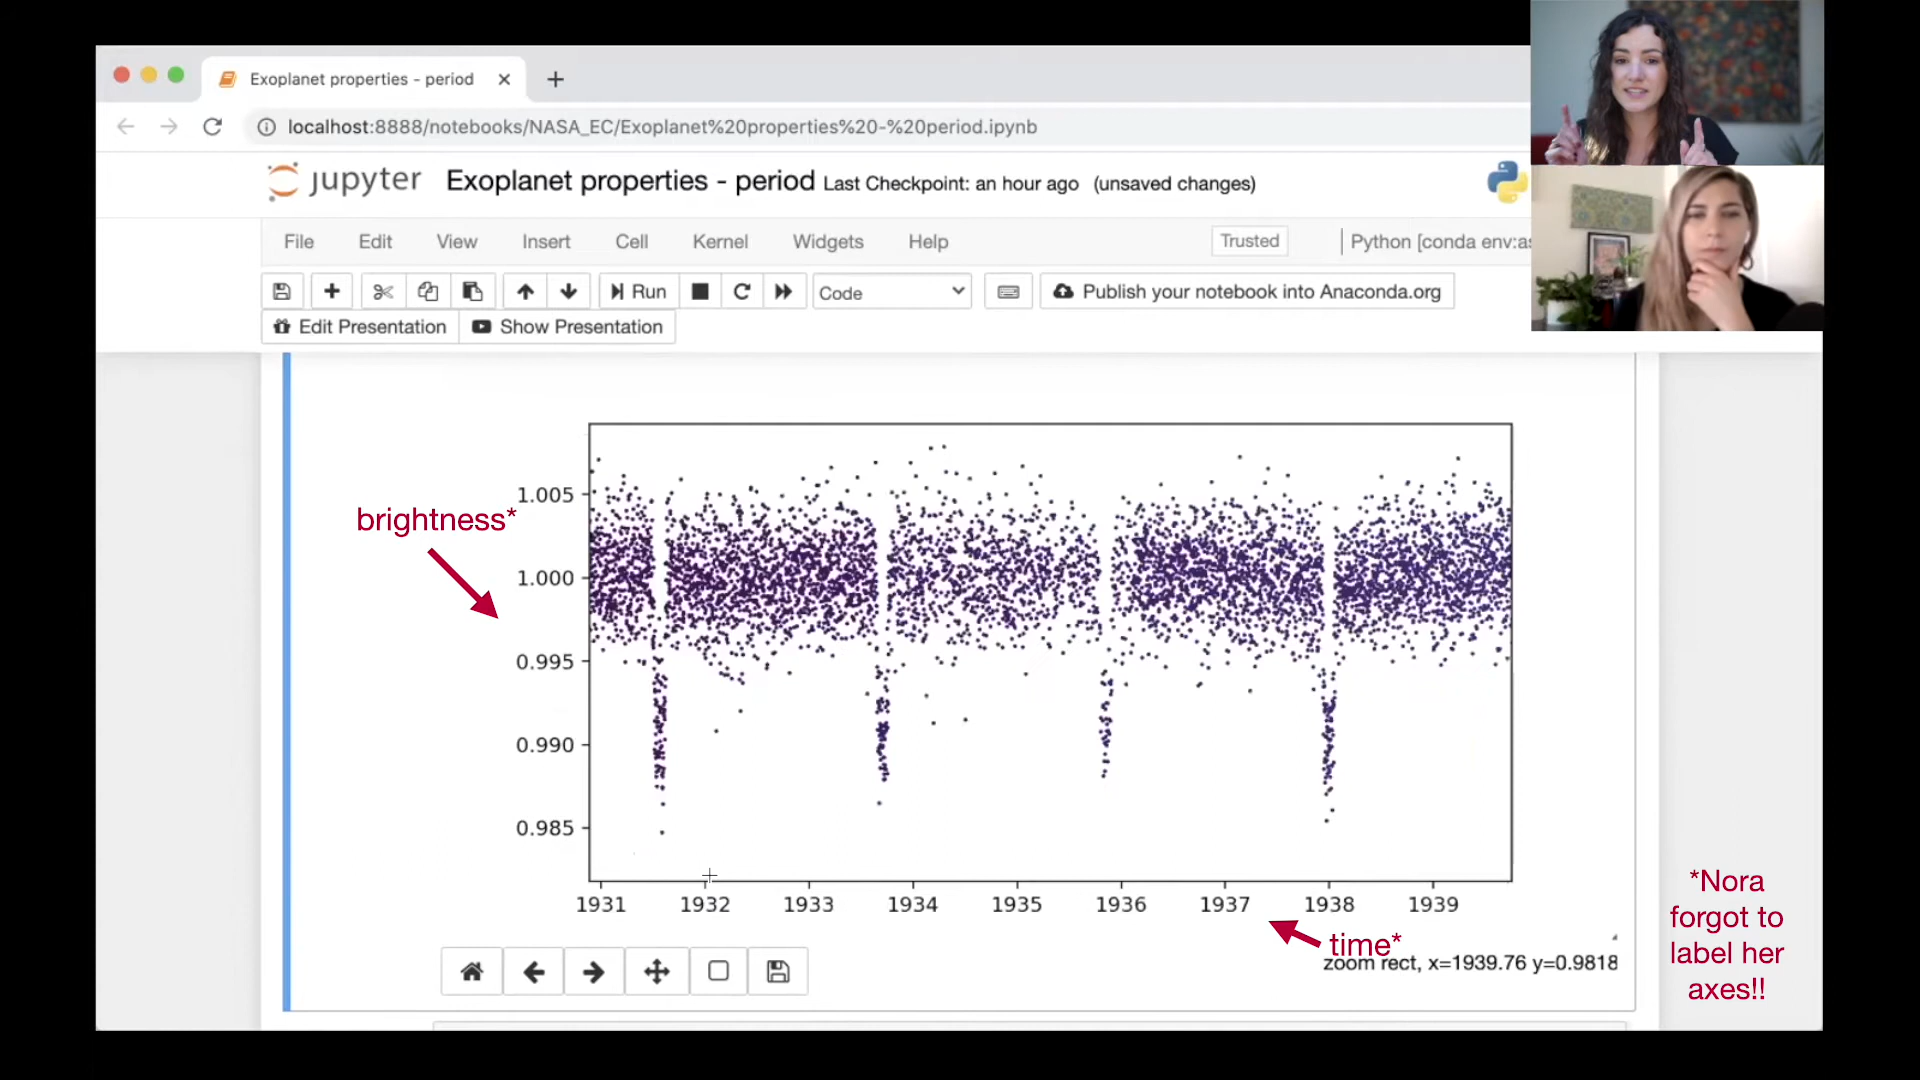 Exoplanet properties - period
localhost:8888/notebooks/NASA_EC/Exoplanet%20properties%20-%20period.ipynb
jupyter Exoplanet properties - period Last Checkpoint: an hour ago (unsaved changes)
File Edit View Insert Cell Kernel Widgets Help Trusted Python [conda env:as
Run Code Publish your notebook into Anaconda.org
Edit Presentation Show Presentation
brightness*
1.005
1.000
0.995
0.990
0.985
1931 1932 1933 1934 1935 1936 1937 1938 1939
time*
zoom rect, x=1939.76 y=0.9818
*Nora
forgot to
label her
axes!!